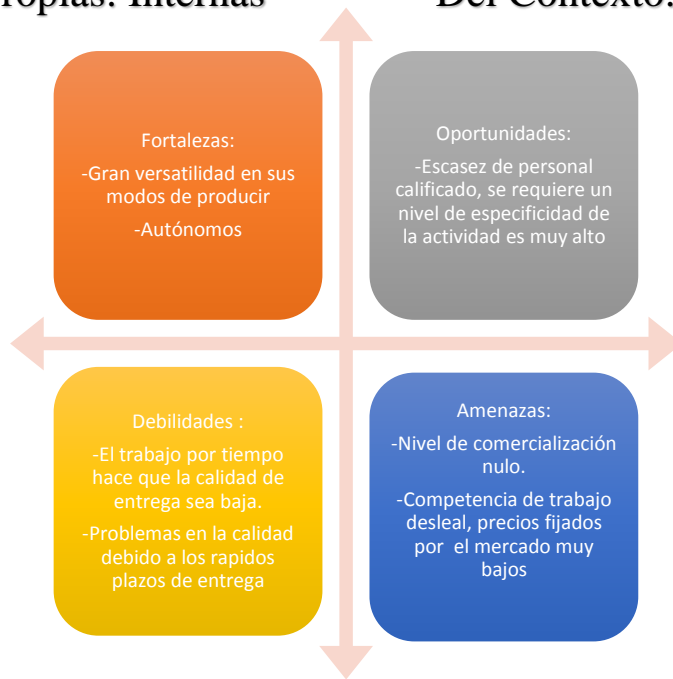 ropias: Internas
Del Contexto:
Fortalezas:
-Gran versatilidad en sus
modos de producir
-Autónomos
Oportunidades:
-Escasez de personal
calificado, se requiere un
nivel de especificidad de
la actividad es muy alto
Debilidades :
-El trabajo por tiempo
hace que la calidad de
entrega sea baja.
-Problemas en la calidad
debido a los rapidos
plazos de entrega
Amenazas:
-Nivel de comercialización
nulo.
-Competencia de trabajo
desleal, precios fijados
por  el mercado muy
bajos